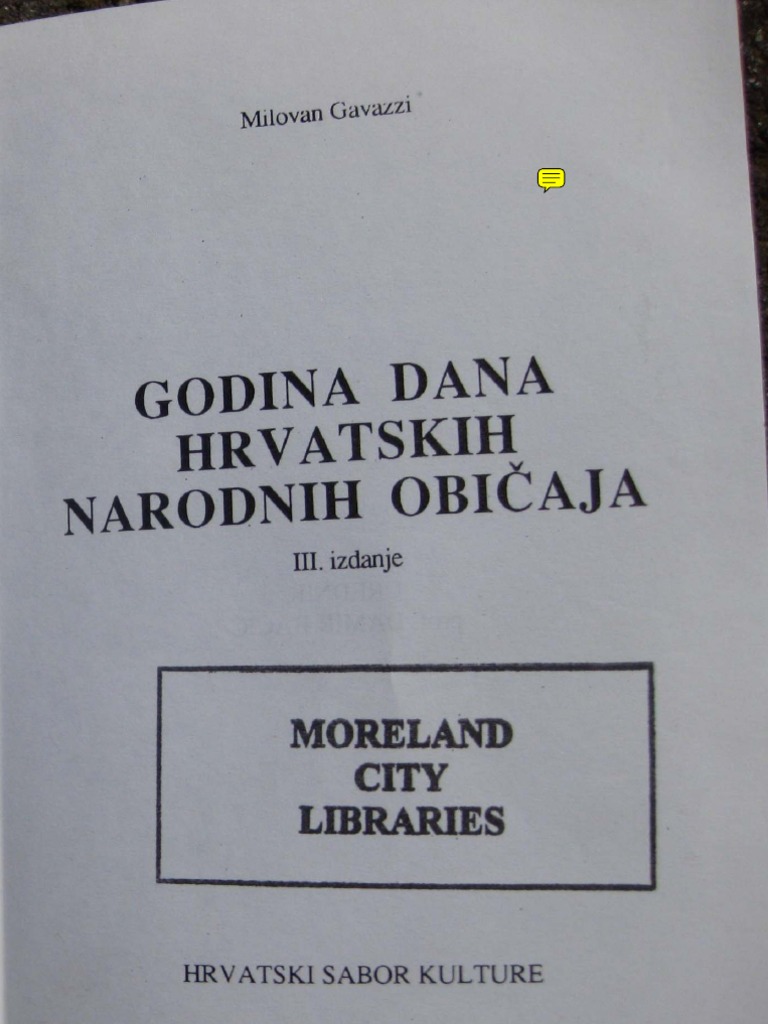 Milovan Gavazzi
GODINA DANA
HRVATSKIH
NARODNIH OBIČAJA
III. izdanje
MORELAND
CITY
LIBRARIES
HRVATSKI SABOR KULTURE